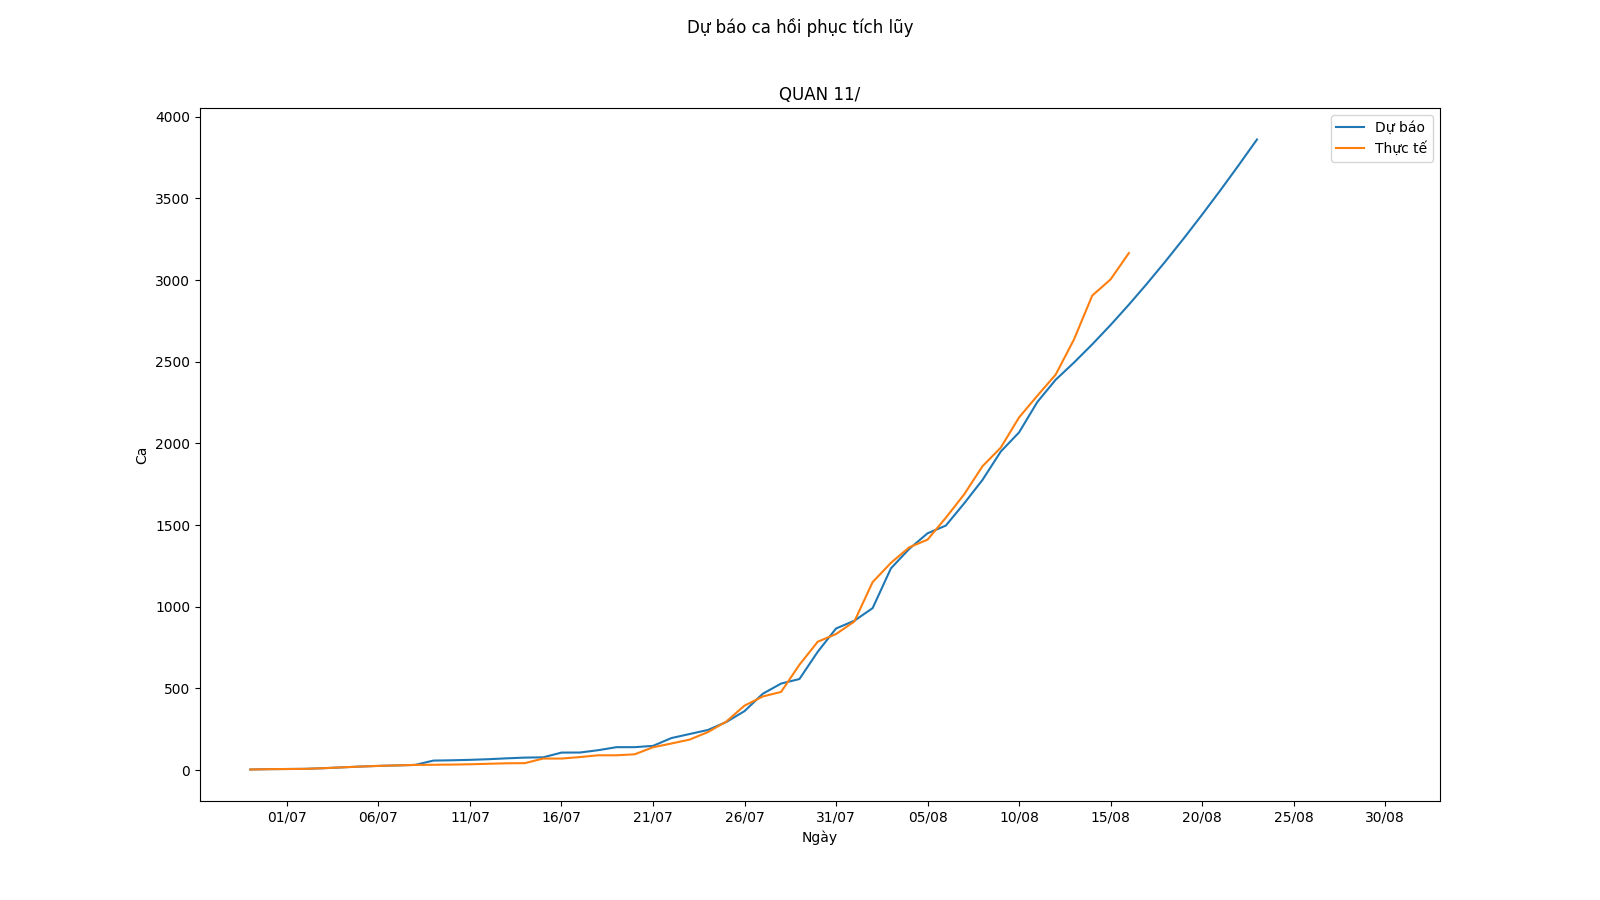 Dự báo ca hồi phục tích lũy
QUAN 11/
Dự báo
Thực tế
4000
3500
3000
2500
2000
1500
1000
500
0
Ca
01/07 06/07 11/07 16/07 21/07 26/07 31/07 05/08 10/08 15/08 20/08 25/08 30/08
Ngày